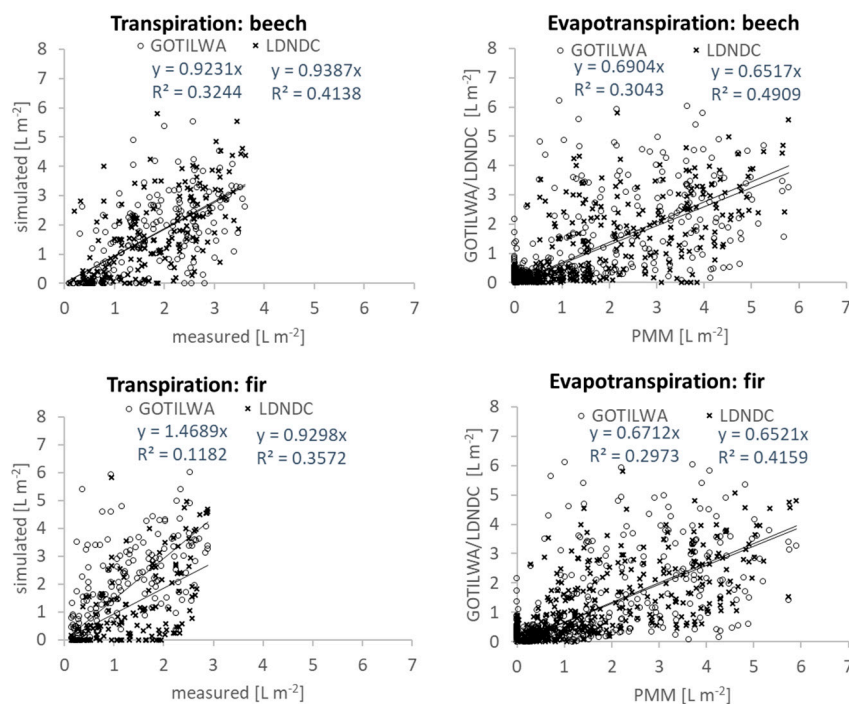 Transpiration: beech
GOTILWA LDNDC
y = 0.9231x y = 0.9387x
R² = 0.3244 R² = 0.4138
simulated [L m⁻²]
8
7
6
5
4
3
2
1
0
0 1 2 3 4 5 6 7
measured [L m⁻²]
Evapotranspiration: beech
GOTILWA LDNDC
y = 0.6904x y = 0.6517x
R² = 0.3043 R² = 0.4909
GOTILWA/LDNDC [L m⁻²]
8
7
6
5
4
3
2
1
0
0 1 2 3 4 5 6 7
PMM [L m⁻²]
Transpiration: fir
GOTILWA LDNDC
y = 1.4689x y = 0.9298x
R² = 0.1182 R² = 0.3572
simulated [L m⁻²]
8
7
6
5
4
3
2
1
0
0 1 2 3 4 5 6 7
measured [L m⁻²]
Evapotranspiration: fir
GOTILWA LDNDC
y = 0.6712x y = 0.6521x
R² = 0.2973 R² = 0.4159
GOTILWA/LDNDC [L m⁻²]
8
7
6
5
4
3
2
1
0
0 1 2 3 4 5 6 7
PMM [L m⁻²]